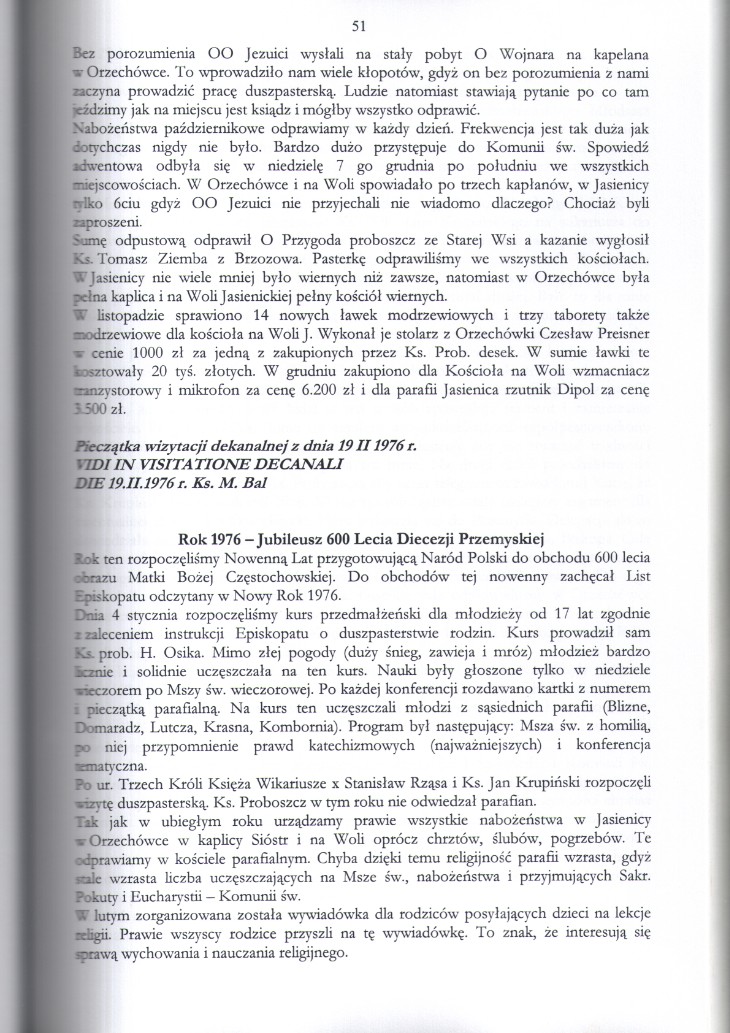 51
Bez porozumienia OO Jezuici wysłali na stały pobyt O Wojnara na kapelana
w Orzechówce. To wprowadziło nam wiele kłopotów, gdyż on bez porozumienia z nami
zaczyna prowadzić pracę duszpasterską. Ludzie natomiast stawiają pytanie po co tam
jeździmy jak na miejscu jest ksiądz i mógłby wszystko odprawić.
Nabożeństwa październikowe odprawiamy w każdy dzień. Frekwencja jest tak duża jak
dotychczas nigdy nie było. Bardzo dużo przystępuje do Komunii św. Spowiedź
adwentowa odbyła się w niedzielę 7 go grudnia po południu we wszystkich
miejscowościach. W Orzechówce i na Woli spowiadało po trzech kapłanów, w Jasienicy
tylko 6ciu gdyż OO Jezuici nie przyjechali nie wiadomo dlaczego? Chociaż byli
zaproszeni.
Sumę odpustową odprawił O Przygoda proboszcz ze Starej Wsi a kazanie wygłosił
Ks. Tomasz Ziemba z Brzozowa. Pasterkę odprawiliśmy we wszystkich kościołach.
W Jasienicy nie wiele mniej było wiernych niż zawsze, natomiast w Orzechówce była
pełna kaplica i na Woli Jasienickiej pełny kościół wiernych.
W listopadzie sprawiono 14 nowych ławek modrzewiowych i trzy taborety także
modrzewiowe dla kościoła na Woli J. Wykonał je stolarz z Orzechówki Czesław Preisner
w cenie 1000 zł za jedną z zakupionych przez Ks. Prob. desek. W sumie ławki te
kosztowały 20 tyś. złotych. W grudniu zakupiono dla Kościoła na Woli wzmacniacz
tranzystorowy i mikrofon za cenę 6.200 zł i dla parafii Jasienica rzutnik Dipol za cenę
3.500 zł.
Pieczątka wizytacji dekanalnej z dnia 19 II 1976 r.
VIDI IN VISITATIONE DECANALI
DIE 19.II.1976 r. Ks. M. Bal
Rok 1976 – Jubileusz 600 Lecia Diecezji Przemyskiej
Rok ten rozpoczęliśmy Nowenną Lat przygotowującą Naród Polski do obchodu 600 lecia
obrazu Matki Bożej Częstochowskiej. Do obchodów tej nowenny zachęcał List
Episkopatu odczytany w Nowy Rok 1976.
Dnia 4 stycznia rozpoczęliśmy kurs przedmałżeński dla młodzieży od 17 lat zgodnie
z zaleceniem instrukcji Episkopatu o duszpasterstwie rodzin. Kurs prowadził sam
Ks. prob. H. Osika. Mimo złej pogody (duży śnieg, zawieja i mróz) młodzież bardzo
licznie i solidnie uczęszczała na ten kurs. Nauki były głoszone tylko w niedziele
wieczorem po Mszy św. wieczorowej. Po każdej konferencji rozdawano kartki z numerem
i pieczątką parafialną. Na kurs ten uczęszczali młodzi z sąsiednich parafii (Blizne,
Domaradz, Lutcza, Krasna, Kombornia). Program był następujący: Msza św. z homilią,
po niej przypomnienie prawd katechizmowych (najważniejszych) i konferencja
tematyczna.
Po ur. Trzech Króli Księża Wikariusze x Stanisław Rząsa i Ks. Jan Krupiński rozpoczęli
wizytę duszpasterską. Ks. Proboszcz w tym roku nie odwiedzał parafian.
Tak jak w ubiegłym roku urządzamy prawie wszystkie nabożeństwa w Jasienicy
w Orzechówce w kaplicy Sióstr i na Woli oprócz chrztów, ślubów, pogrzebów. Te
odprawiamy w kościele parafialnym. Chyba dzięki temu religijność parafii wzrasta, gdyż
stale wzrasta liczba uczęszczających na Msze św., nabożeństwa i przyjmujących Sakr.
Pokuty i Eucharystii – Komunii św.
W lutym zorganizowana została wywiadówka dla rodziców posyłających dzieci na lekcje
religii. Prawie wszyscy rodzice przyszli na tę wywiadówkę. To znak, że interesują się
sprawą wychowania i nauczania religijnego.